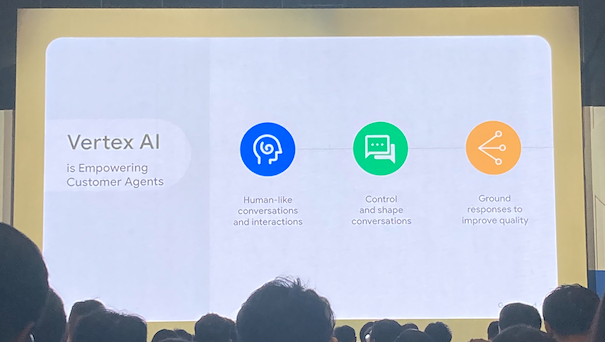 Vertex AI
is Empowering
Customer Agents
Human-like
conversations
and interactions
Control
and shape
conversations
Ground
responses to
improve quality